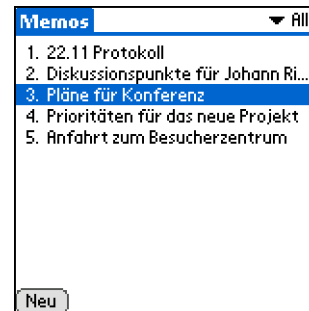 Memos All
1. 22.11 Protokoll
2. Diskussionspunkte für Johann Ri...
3. Pläne für Konferenz
4. Prioritäten für das neue Projekt
5. Anfahrt zum Besucherzentrum
Neu